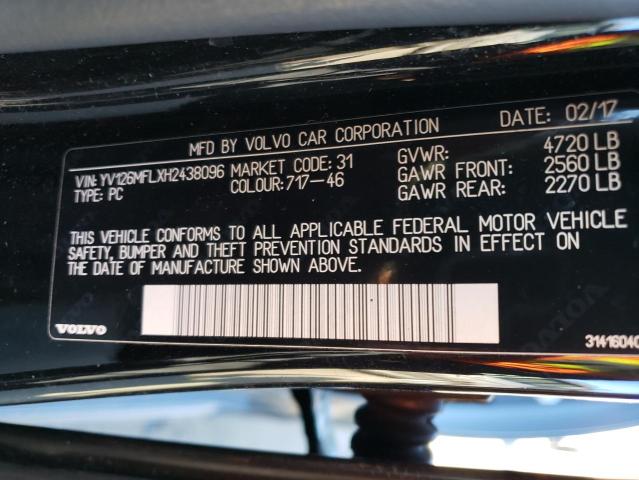 DATE: 02/17
MFD BY VOLVO CAR CORPORATION
VIN: YV126MFLXH2438096 MARKET CODE: 31 GVWR: 4720 LB
TYPE: PC COLOUR: 717-46 GAWR FRONT: 2560 LB
GAWR REAR: 2270 LB
THIS VEHICLE CONFORMS TO ALL APPLICABLE FEDERAL MOTOR VEHICLE
SAFETY, BUMPER AND THEFT PREVENTION STANDARDS IN EFFECT ON
THE DATE OF MANUFACTURE SHOWN ABOVE.
VOLVO
31416040